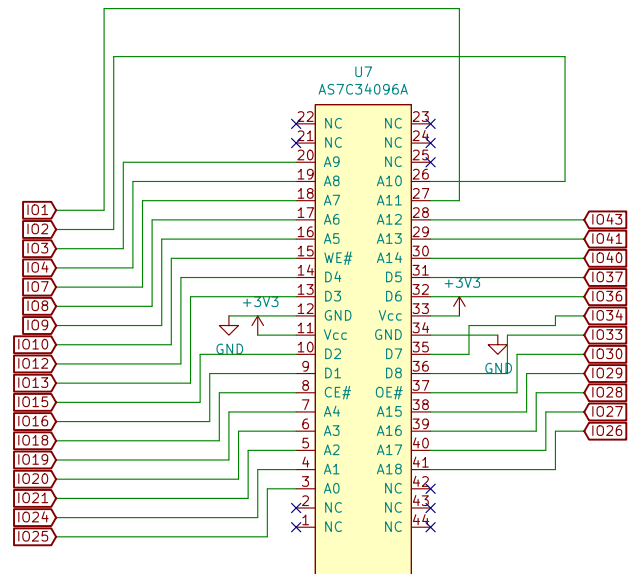 U7
AS7C34096A
22 NC NC 23
21 NC NC 24
20 A9 NC 25
19 A8 A10 26
IO1 18 A7 A11 27
IO2 17 A6 A12 28 IO43
IO3 16 A5 A13 29 IO41
IO4 15 WE# A14 30 IO40
IO7 14 D4 D5 31 IO37
IO8 13 D3 D6 32 +3V3 IO36
IO9 +3V3 12 GND Vcc 33 IO34
IO10 GND 11 Vcc GND 34 IO33
IO12 10 D2 D7 35 GND IO30
IO13 9 D1 D8 36 IO29
IO15 8 CE# OE# 37 IO28
IO16 7 A4 A15 38 IO27
IO18 6 A3 A16 39 IO26
IO19 5 A2 A17 40
IO20 4 A1 A18 41
IO21 3 A0 NC 42
IO24 2 NC NC 43
IO25 1 NC NC 44